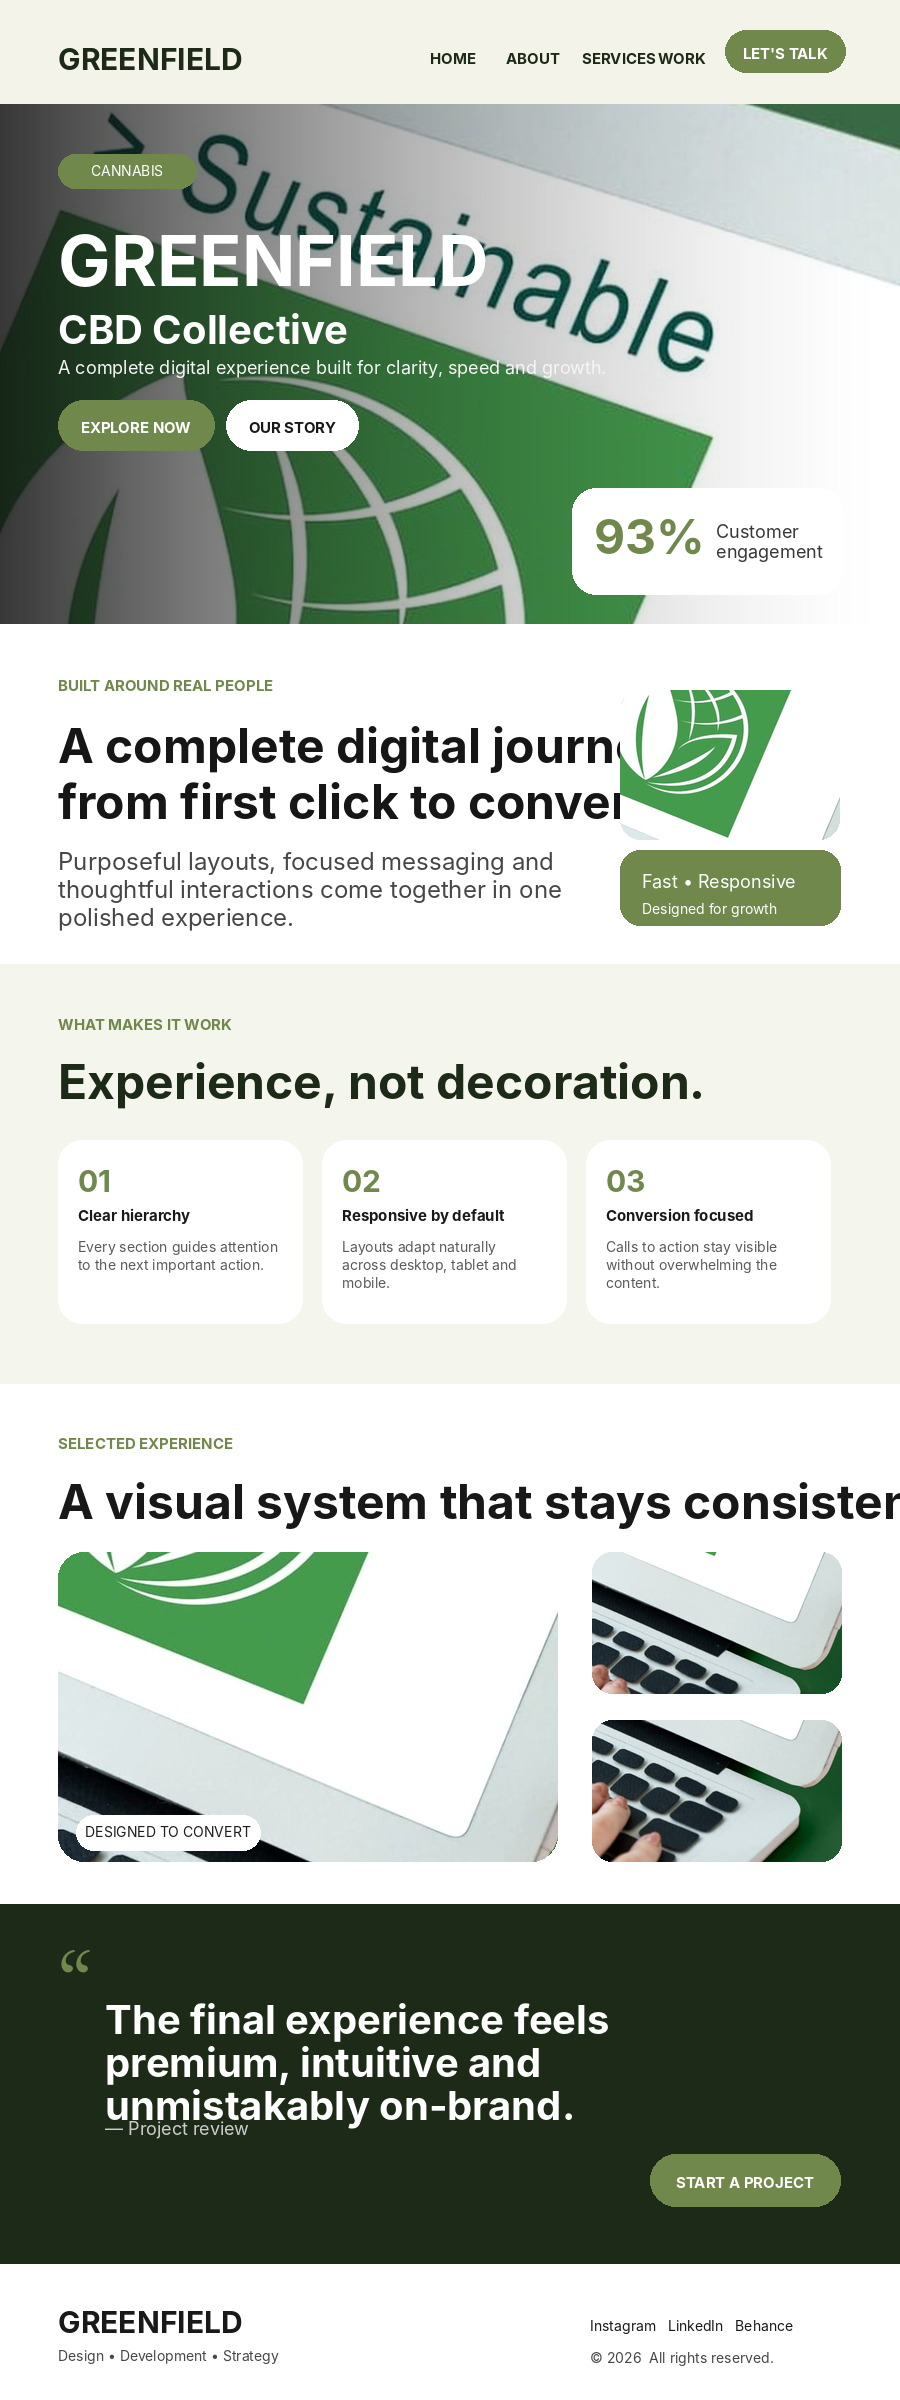 GREENFIELD
HOME ABOUT SERVICES WORK LET'S TALK
> Sustainable
CANNABIS
GREENFIELD
CBD Collective
A complete digital experience built for clarity, speed and growth.
EXPLORE NOW OUR STORY
93% Customer
engagement
BUILT AROUND REAL PEOPLE
A complete digital journe
from first click to conver
Purposeful layouts, focused messaging and
thoughtful interactions come together in one
polished experience.
Fast • Responsive
Designed for growth
WHAT MAKES IT WORK
Experience, not decoration.
01
Clear hierarchy
Every section guides attention
to the next important action.
02
Responsive by default
Layouts adapt naturally
across desktop, tablet and
mobile.
03
Conversion focused
Calls to action stay visible
without overwhelming the
content.
SELECTED EXPERIENCE
A visual system that stays consisten
DESIGNED TO CONVERT
“
The final experience feels
premium, intuitive and
unmistakably on-brand.
— Project review
START A PROJECT
GREENFIELD
Design • Development • Strategy
Instagram LinkedIn Behance
© 2026 All rights reserved.